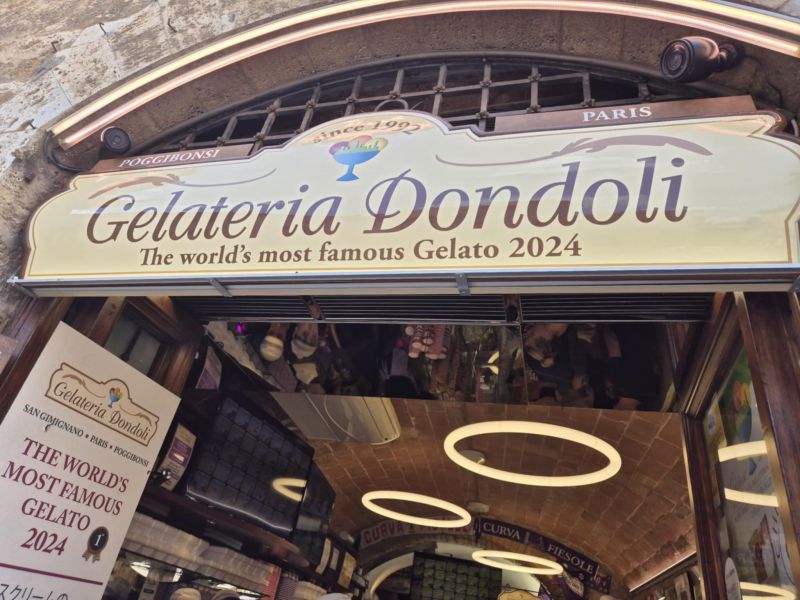 since 1992
POGGIBONSI
PARIS
Gelateria Dondoli
The world's most famous Gelato 2024
Gelateria Dondoli
SAN GIMIGNANO • PARIS • POGGIBONSI
THE WORLD'S
MOST FAMOUS
GELATO
2024
1°
CURVA
CURVA
FIESOLE